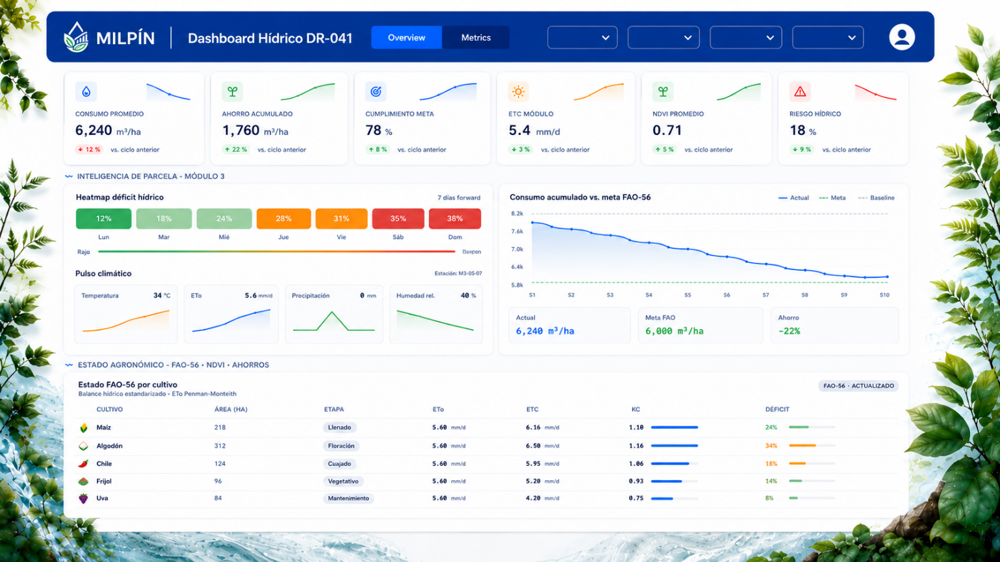 MILPÍN
Dashboard Hídrico DR-041
Overview
Metrics
CONSUMO PROMEDIO
6,240 m³/ha
↓ 12 % vs. ciclo anterior
AHORRO ACUMULADO
1,760 m³/ha
↑ 22 % vs. ciclo anterior
CUMPLIMIENTO META
78 %
↑ 8 % vs. ciclo anterior
ETC MÓDULO
5.4 mm/d
↓ 3 % vs. ciclo anterior
NDVI PROMEDIO
0.71
↑ 5 % vs. ciclo anterior
RIESGO HÍDRICO
18 %
↓ 9 % vs. ciclo anterior
INTELIGENCIA DE PARCELA - MÓDULO 3
Heatmap déficit hídrico
7 días forward
12% 18% 24% 28% 31% 35% 38%
Lun Mar Mié Jue Vie Sáb Dom
Rajo
Pulso climático
Estación: M3-05-07
Temperatura 34 °C
ETo 5.6 mm/d
Precipitación 0 mm
Humedad rel. 40 %
Consumo acumulado vs. meta FAO-56
Actual Meta Baseline
8.2k
7.6k
7.0k
6.4k
5.8k
S1 S2 S3 S4 S5 S6 S7 S8 S9 S10
Actual
6,240 m³/ha
Meta FAO
6,000 m³/ha
Ahorro
-22%
ESTADO AGRONÓMICO - FAO-56 • NDVI • AHORROS
Estado FAO-56 por cultivo
Balance hídrico estandarizado • ETo Penman-Monteith
FAO-56 · ACTUALIZADO
CULTIVO ÁREA (HA) ETAPA ETo ETC KC DÉFICIT
Maíz 218 Llenado 5.60 mm/d 6.16 mm/d 1.10 24%
Algodón 312 Floración 5.60 mm/d 6.50 mm/d 1.16 34%
Chile 124 Cuajado 5.60 mm/d 5.95 mm/d 1.06 18%
Frijol 96 Vegetativo 5.60 mm/d 5.20 mm/d 0.93 14%
Uva 84 Mantenimiento 5.60 mm/d 4.20 mm/d 0.75 8%